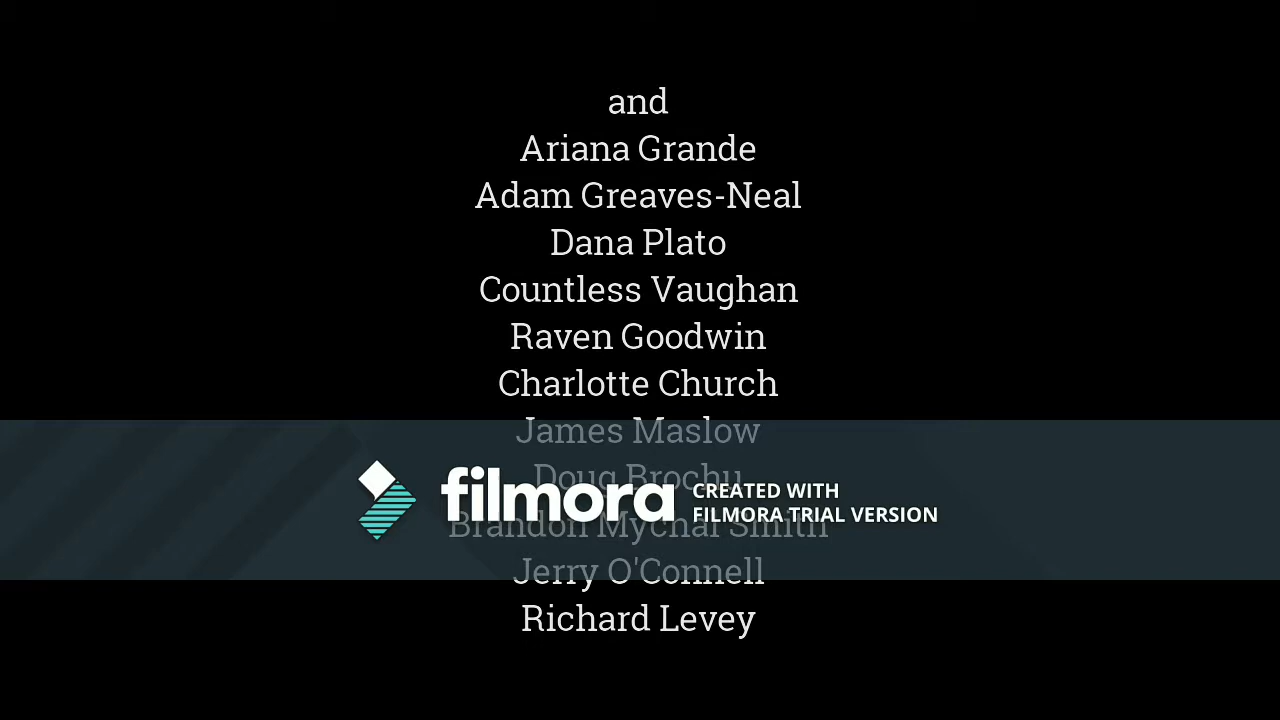 and
Ariana Grande
Adam Greaves-Neal
Dana Plato
Countless Vaughan
Raven Goodwin
Charlotte Church
James Maslow
Doug Brochu
filmora
CREATED WITH
FILMORA TRIAL VERSION
Brandon Mychal Smith
Jerry O'Connell
Richard Levey